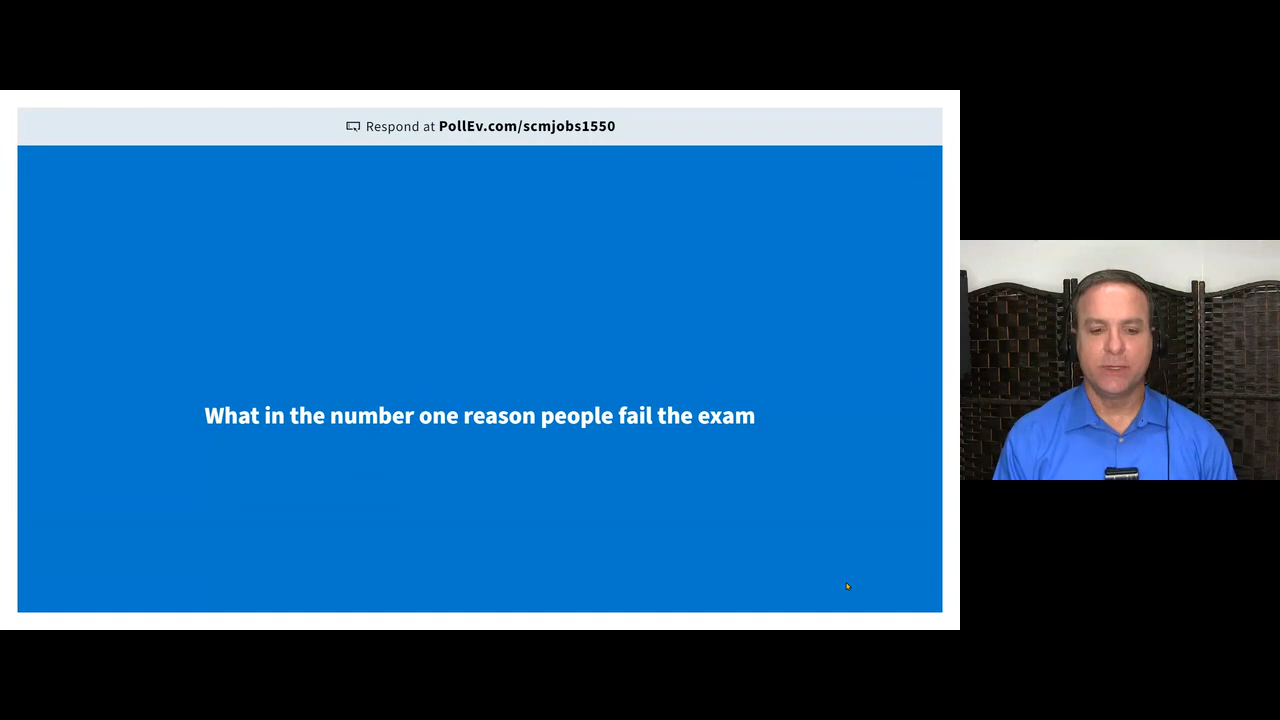 Respond at PollEv.com/scmjobs1550
What in the number one reason people fail the exam